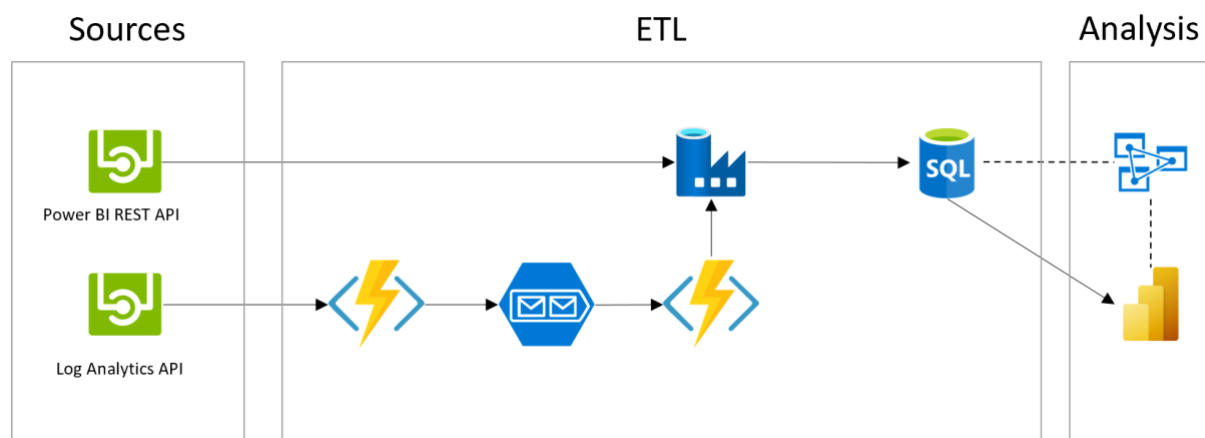 Sources
ETL
Analysis
Power BI REST API
SQL
Log Analytics API